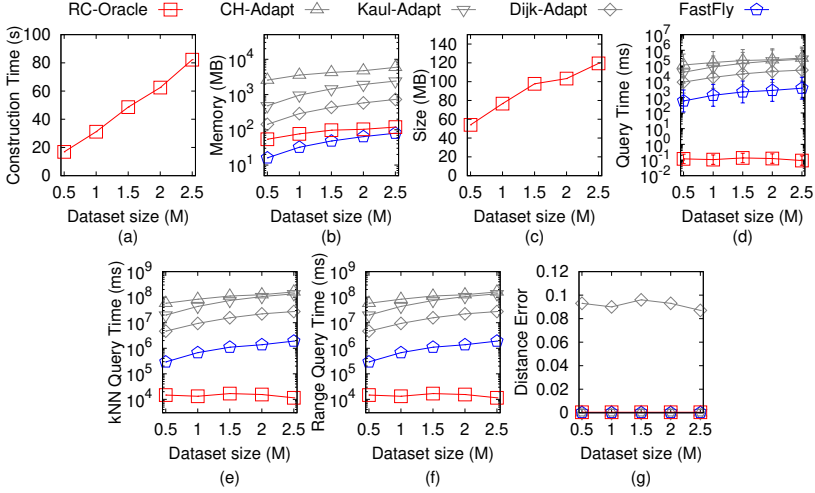 RC-Oracle CH-Adapt Kaul-Adapt Dijk-Adapt FastFly
Construction Time (s)
100
80
60
40
20
0
0.5 1 1.5 2 2.5
Dataset size (M)
(a)
Memory (MB)
10^4
10^3
10^2
10^1
0.5 1 1.5 2 2.5
Dataset size (M)
(b)
Size (MB)
140
120
100
80
60
40
20
0
0.5 1 1.5 2 2.5
Dataset size (M)
(c)
Query Time (ms)
10^7
10^6
10^5
10^4
10^3
10^2
10^1
10^0
10^-1
10^-2
0.5 1 1.5 2 2.5
Dataset size (M)
(d)
kNN Query Time (ms)
10^9
10^8
10^7
10^6
10^5
10^4
0.5 1 1.5 2 2.5
Dataset size (M)
(e)
Range Query Time (ms)
10^9
10^8
10^7
10^6
10^5
10^4
0.5 1 1.5 2 2.5
Dataset size (M)
(f)
Distance Error
0.12
0.1
0.08
0.06
0.04
0.02
0
0.5 1 1.5 2 2.5
Dataset size (M)
(g)